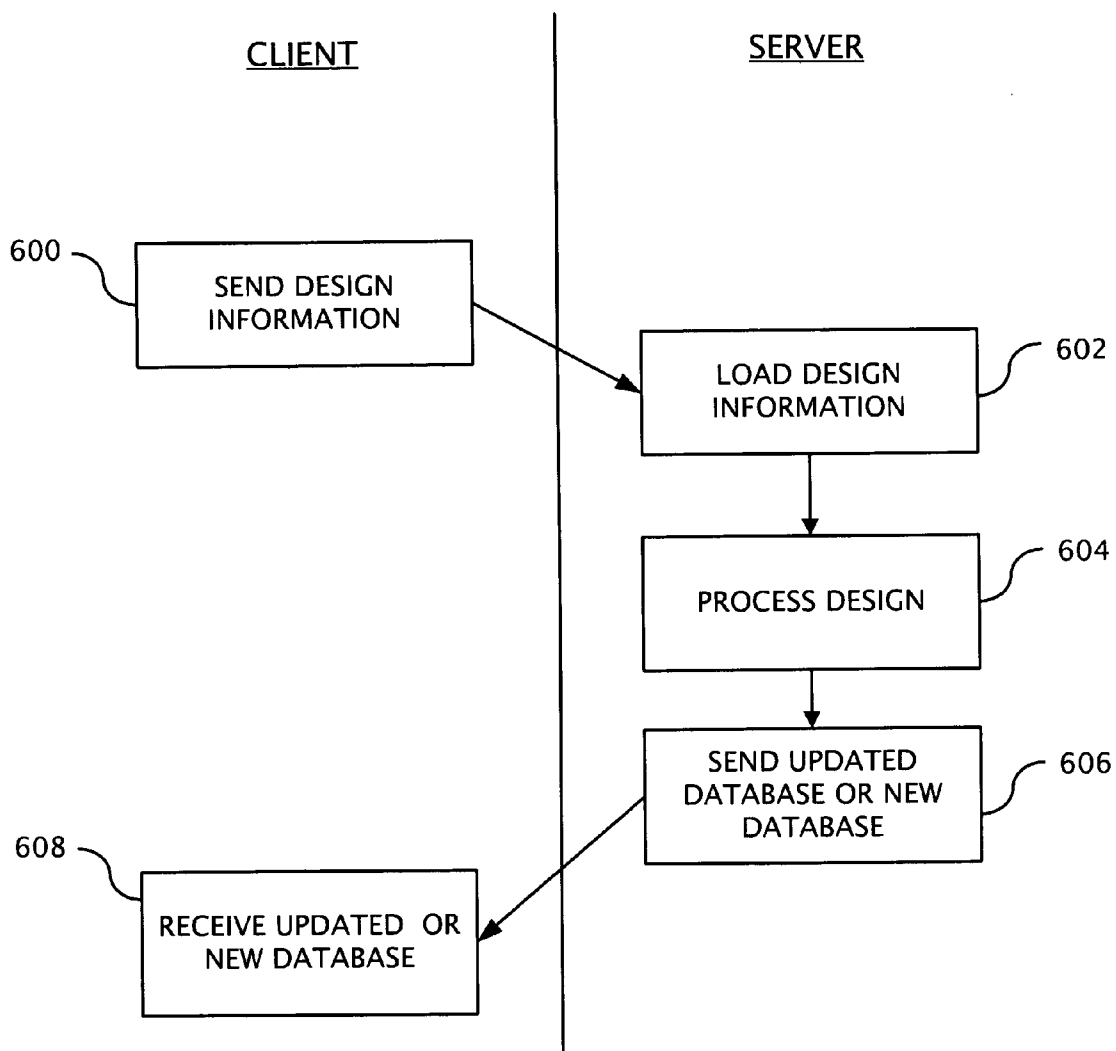 CLIENT
SERVER
600
SEND DESIGN
INFORMATION
602
LOAD DESIGN
INFORMATION
604
PROCESS DESIGN
606
SEND UPDATED
DATABASE OR NEW
DATABASE
608
RECEIVE UPDATED OR
NEW DATABASE